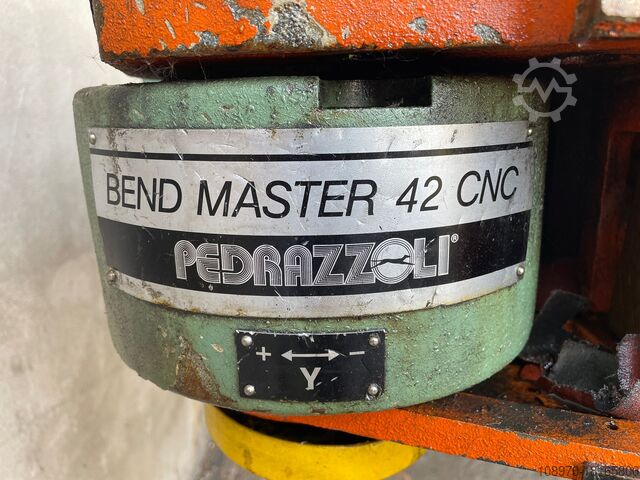 BEND MASTER 42 CNC
PEDRAZZOLI®
+ ←→ −
Y